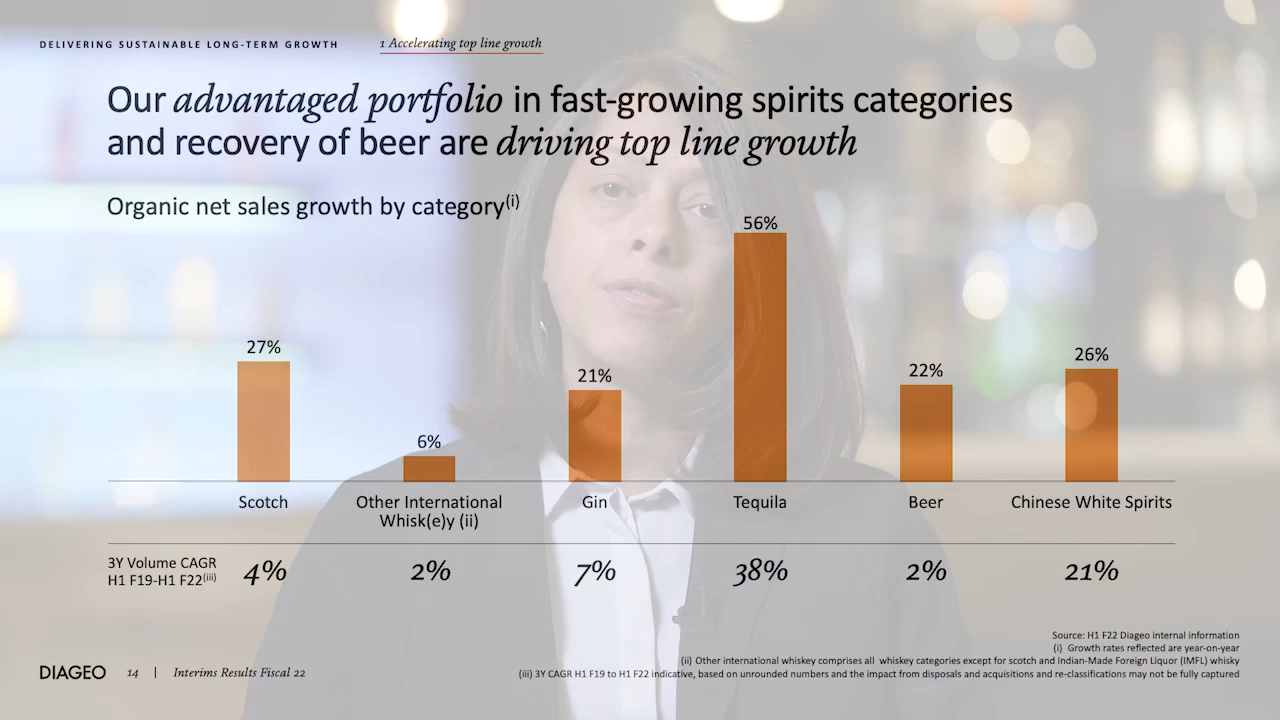 DELIVERING SUSTAINABLE LONG-TERM GROWTH
1 Accelerating top line growth
Our advantaged portfolio in fast-growing spirits categories
and recovery of beer are driving top line growth
Organic net sales growth by category(i)
27%
6%
21%
56%
22%
26%
Scotch
Other International
Whisk(e)y (ii)
Gin
Tequila
Beer
Chinese White Spirits
3Y Volume CAGR
H1 F19-H1 F22(iii)
4%
2%
7%
38%
2%
21%
Source: H1 F22 Diageo internal information
(i) Growth rates reflected are year-on-year
(ii) Other international whiskey comprises all whiskey categories except for scotch and Indian-Made Foreign Liquor (IMFL) whisky
(iii) 3Y CAGR H1 F19 to H1 F22 indicative, based on unrounded numbers and the impact from disposals and acquisitions and re-classifications may not be fully captured
DIAGEO 14 | Interims Results Fiscal 22